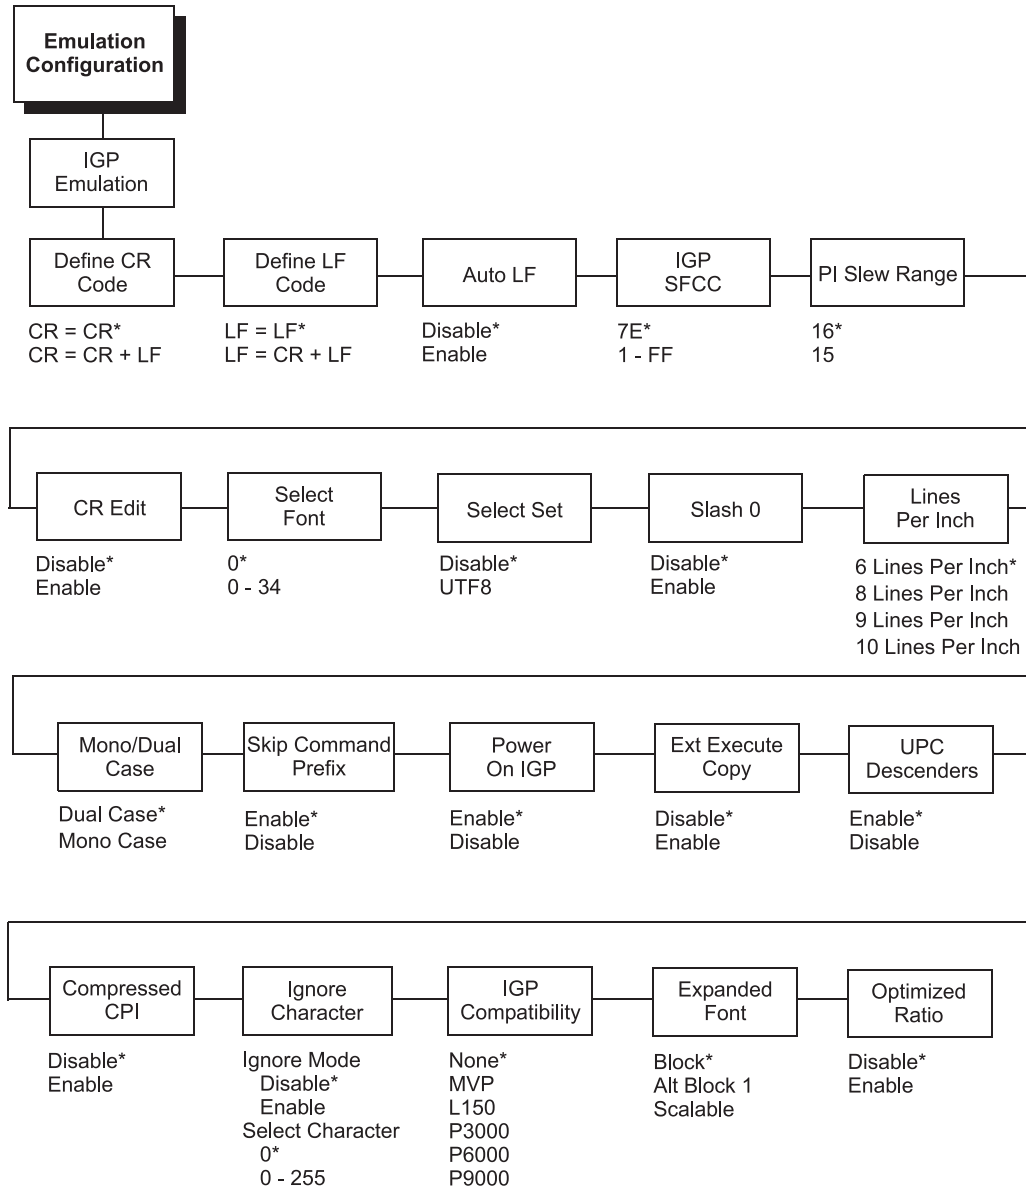 Emulation
Configuration
IGP
Emulation
Define CR
Code
CR = CR*
CR = CR + LF
Define LF
Code
LF = LF*
LF = CR + LF
Auto LF
Disable*
Enable
IGP
SFCC
7E*
1 - FF
PI Slew Range
16*
15
CR Edit
Disable*
Enable
Select
Font
0*
0 - 34
Select Set
Disable*
UTF8
Slash 0
Disable*
Enable
Lines
Per Inch
6 Lines Per Inch*
8 Lines Per Inch
9 Lines Per Inch
10 Lines Per Inch
Mono/Dual
Case
Dual Case*
Mono Case
Skip Command
Prefix
Enable*
Disable
Power
On IGP
Enable*
Disable
Ext Execute
Copy
Disable*
Enable
UPC
Descenders
Enable*
Disable
Compressed
CPI
Disable*
Enable
Ignore
Character
Ignore Mode
Disable*
Enable
Select Character
0*
0 - 255
IGP
Compatibility
None*
MVP
L150
P3000
P6000
P9000
Expanded
Font
Block*
Alt Block 1
Scalable
Optimized
Ratio
Disable*
Enable